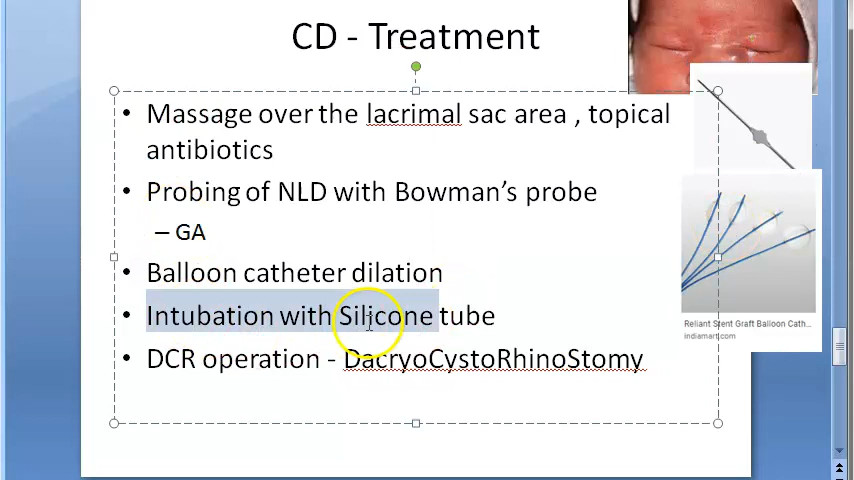 CD - Treatment
• Massage over the lacrimal sac area , topical
antibiotics
• Probing of NLD with Bowman's probe
– GA
• Balloon catheter dilation
• Intubation with Silicone tube
• DCR operation - DacryoCystoRhinoStomy
Reliant Stent Graft Balloon Cath...
indiamart.com